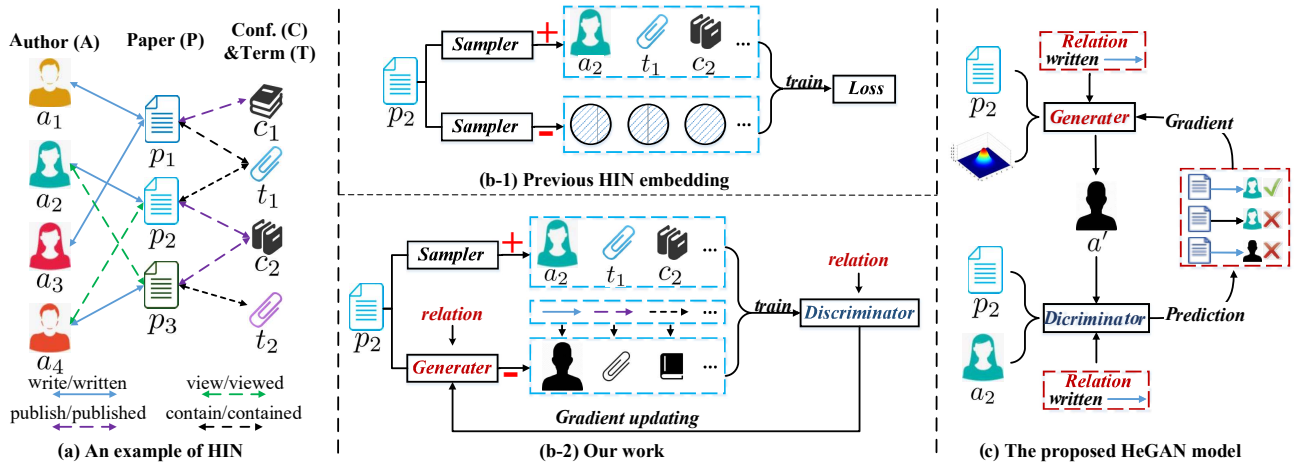 Author (A)
Paper (P)
Conf. (C)
&Term (T)
a1
a2
a3
a4
p1
p2
p3
c1
t1
c2
t2
write/written
view/viewed
publish/published
contain/contained
(a) An example of HIN
p2
Sampler
+
a2
t1
c2
...
train
Loss
Sampler
−
...
(b-1) Previous HIN embedding
p2
Sampler
+
a2
t1
c2
...
relation
...
train
relation
Discriminator
Generater
−
...
Gradient updating
(b-2) Our work
Relation
written
p2
Generater
Gradient
a′
p2
Dicriminator
Prediction
a2
Relation
written
(c) The proposed HeGAN model